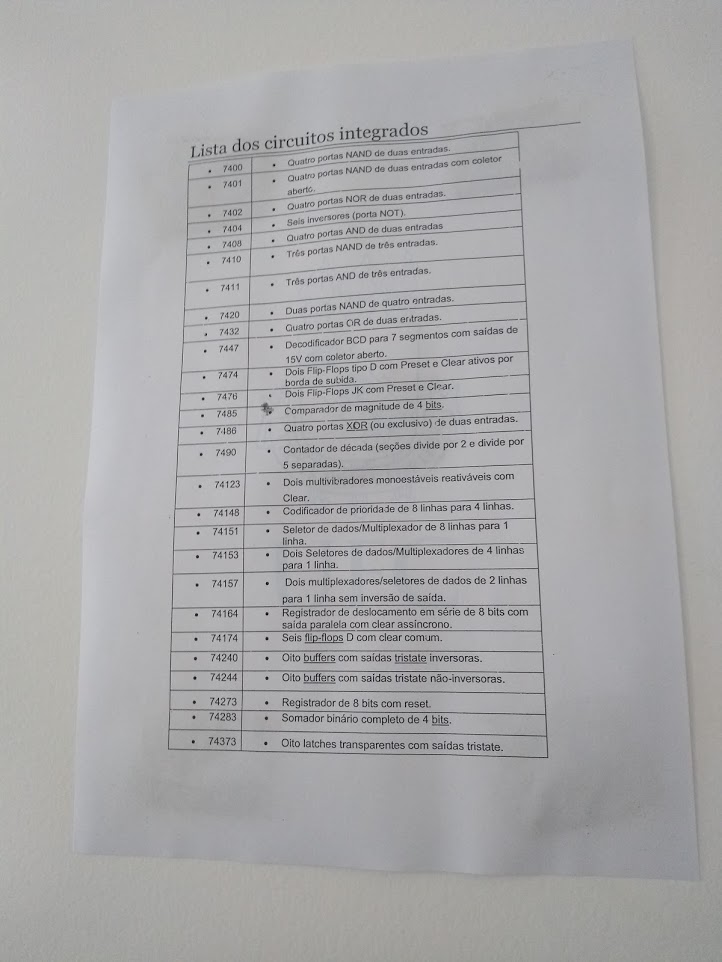 Lista dos circuitos integrados
• 7400 • Quatro portas NAND de duas entradas.
• 7401 • Quatro portas NAND de duas entradas com coletor
aberto.
• 7402 • Quatro portas NOR de duas entradas.
• 7404 • Seis inversores (porta NOT).
• 7408 • Quatro portas AND de duas entradas
• 7410 • Três portas NAND de três entradas.
• 7411 • Três portas AND de três entradas.
• 7420 • Duas portas NAND de quatro entradas.
• 7432 • Quatro portas OR de duas entradas.
• 7447 • Decodificador BCD para 7 segmentos com saídas de
15V com coletor aberto.
• 7474 • Dois Flip-Flops tipo D com Preset e Clear ativos por
borda de subida.
• 7476 • Dois Flip-Flops JK com Preset e Clear.
• 7485 • Comparador de magnitude de 4 bits.
• 7486 • Quatro portas XOR (ou exclusivo) de duas entradas.
• 7490 • Contador de década (seções divide por 2 e divide por
5 separadas).
• 74123 • Dois multivibradores monoestáveis reativáveis com
Clear.
• 74148 • Codificador de prioridade de 8 linhas para 4 linhas.
• 74151 • Seletor de dados/Multiplexador de 8 linhas para 1
linha.
• 74153 • Dois Seletores de dados/Multiplexadores de 4 linhas
para 1 linha.
• 74157 • Dois multiplexadores/seletores de dados de 2 linhas
para 1 linha sem inversão de saída.
• 74164 • Registrador de deslocamento em série de 8 bits com
saída paralela com clear assíncrono.
• 74174 • Seis flip-flops D com clear comum.
• 74240 • Oito buffers com saídas tristate inversoras.
• 74244 • Oito buffers com saídas tristate não-inversoras.
• 74273 • Registrador de 8 bits com reset.
• 74283 • Somador binário completo de 4 bits.
• 74373 • Oito latches transparentes com saídas tristate.